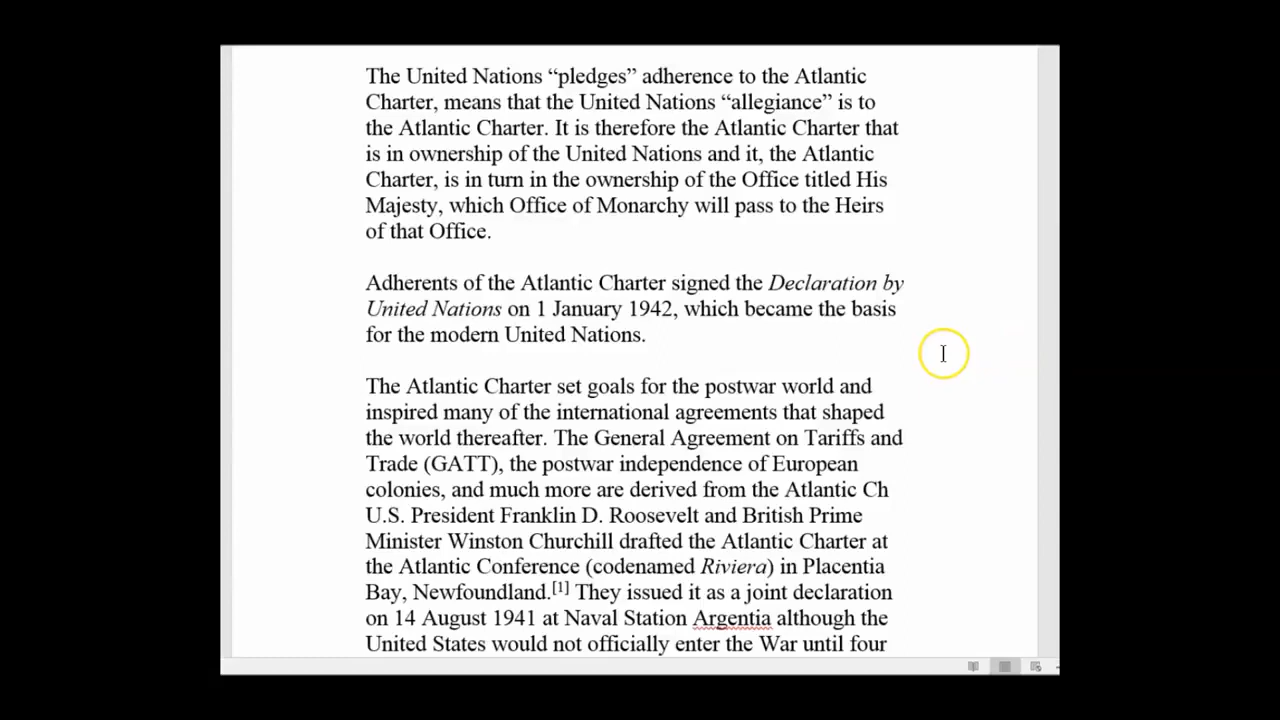 The United Nations “pledges” adherence to the Atlantic
Charter, means that the United Nations “allegiance” is to
the Atlantic Charter. It is therefore the Atlantic Charter that
is in ownership of the United Nations and it, the Atlantic
Charter, is in turn in the ownership of the Office titled His
Majesty, which Office of Monarchy will pass to the Heirs
of that Office.
Adherents of the Atlantic Charter signed the Declaration by
United Nations on 1 January 1942, which became the basis
for the modern United Nations.
The Atlantic Charter set goals for the postwar world and
inspired many of the international agreements that shaped
the world thereafter. The General Agreement on Tariffs and
Trade (GATT), the postwar independence of European
colonies, and much more are derived from the Atlantic Ch
U.S. President Franklin D. Roosevelt and British Prime
Minister Winston Churchill drafted the Atlantic Charter at
the Atlantic Conference (codenamed Riviera) in Placentia
Bay, Newfoundland.[1] They issued it as a joint declaration
on 14 August 1941 at Naval Station Argentia although the
United States would not officially enter the War until four